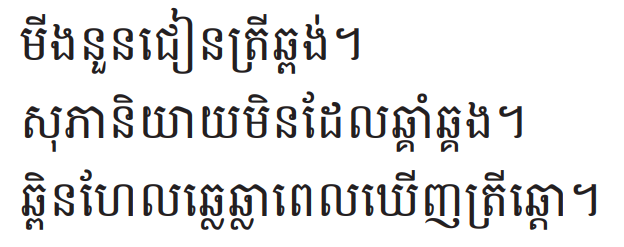 មីងនួនជៀនត្រីឆ្ពង់។
សុភានិយាយមិនដែលឆ្គាំឆ្គង។
ឆ្ពិនហែលឆ្លេឆ្លាពេលឃើញត្រីឆ្តោ។